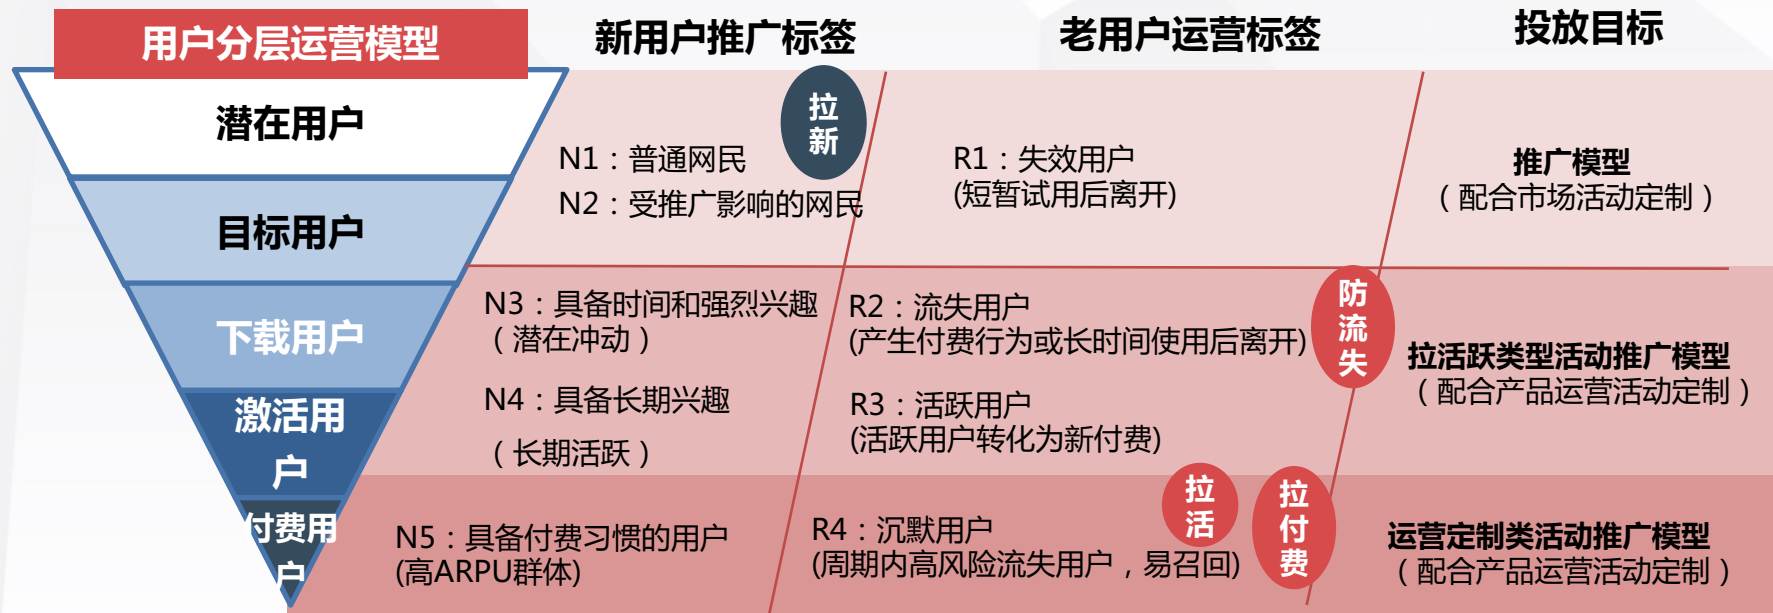 用户分层运营模型
新用户推广标签
老用户运营标签
投放目标
潜在用户
目标用户
下载用户
激活用
户
付费用
户
拉
新
N1：普通网民
N2：受推广影响的网民
R1：失效用户
(短暂试用后离开)
推广模型
（配合市场活动定制）
N3：具备时间和强烈兴趣
（潜在冲动）
N4：具备长期兴趣
（长期活跃）
R2：流失用户
(产生付费行为或长时间使用后离开)
R3：活跃用户
(活跃用户转化为新付费)
防
流
失
拉活跃类型活动推广模型
（配合产品运营活动定制）
N5：具备付费习惯的用户
(高ARPU群体)
R4：沉默用户
(周期内高风险流失用户，易召回)
拉
活
拉
付
费
运营定制类活动推广模型
（配合产品运营活动定制）